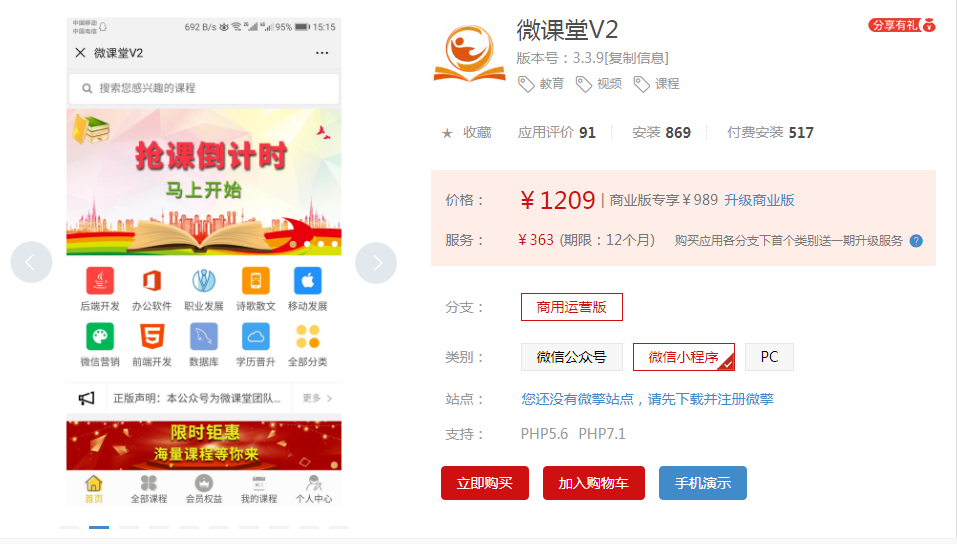 中国移动
中国电信
692 B/s
95%
15:15
微课堂V2
搜索您感兴趣的课程
抢课倒计时
马上开始
后端开发 办公软件 职业发展 诗歌散文 移动发展
微信营销 前端开发 数据库 学历晋升 全部分类
正版声明：本公众号为微课堂团队... 更多 >
限时钜惠
海量课程等你来
首页 全部课程 会员权益 我的课程 个人中心
微课堂V2
分享有礼
版本号：3.3.9[复制信息]
教育 视频 课程
★ 收藏 应用评价 91 安装 869 付费安装 517
价格： ￥1209 | 商业版专享￥989 升级商业版
服务： ￥363 (期限：12个月) 购买应用各分支下首个类别送一期升级服务 ?
分支： 商用运营版
类别： 微信公众号 微信小程序 PC
站点： 您还没有微擎站点，请先下载并注册微擎
支持： PHP5.6 PHP7.1
立即购买 加入购物车 手机演示